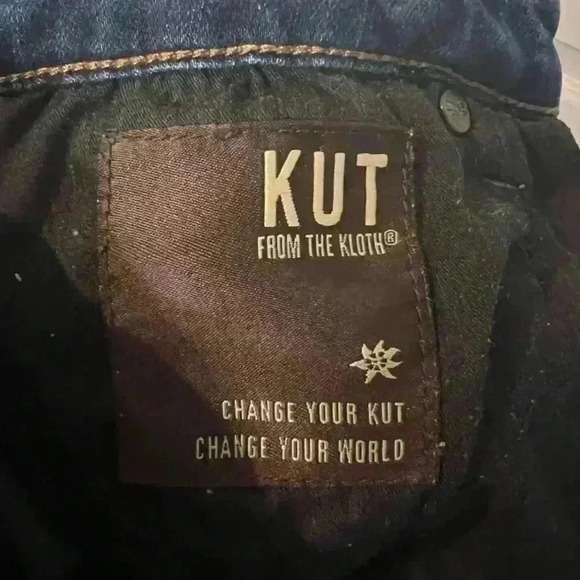 KUT
FROM THE KLOTH®
CHANGE YOUR KUT
CHANGE YOUR WORLD